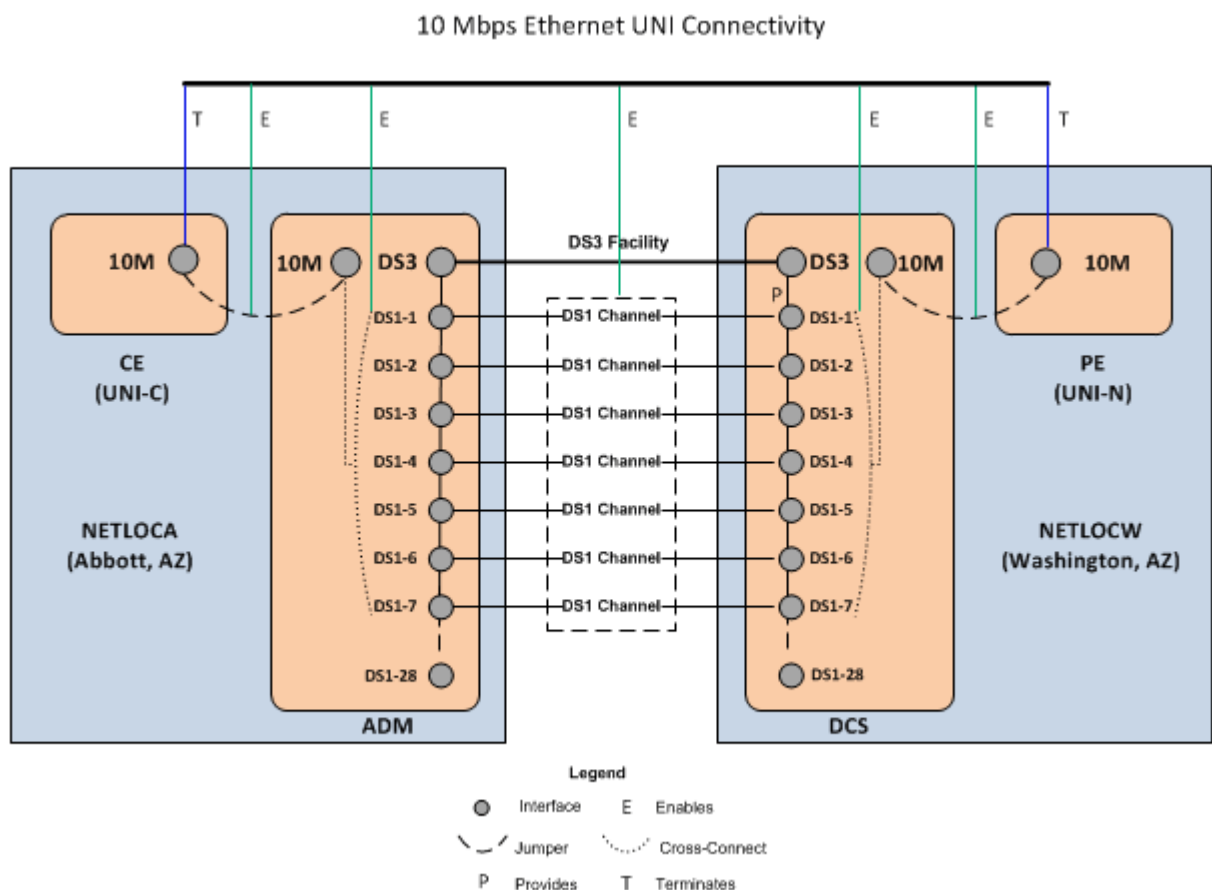 10 Mbps Ethernet UNI Connectivity
T E E E E E T
10M 10M DS3 DS3 Facility DS3 10M 10M
P
DS1-1 DS1 Channel DS1-1
DS1-2 DS1 Channel DS1-2
DS1-3 DS1 Channel DS1-3
DS1-4 DS1 Channel DS1-4
DS1-5 DS1 Channel DS1-5
DS1-6 DS1 Channel DS1-6
DS1-7 DS1 Channel DS1-7
DS1-28 DS1-28
CE
(UNI-C)
PE
(UNI-N)
NETLOCA
(Abbott, AZ)
NETLOCW
(Washington, AZ)
ADM DCS
Legend
Interface E Enables
Jumper Cross-Connect
P Provides T Terminates